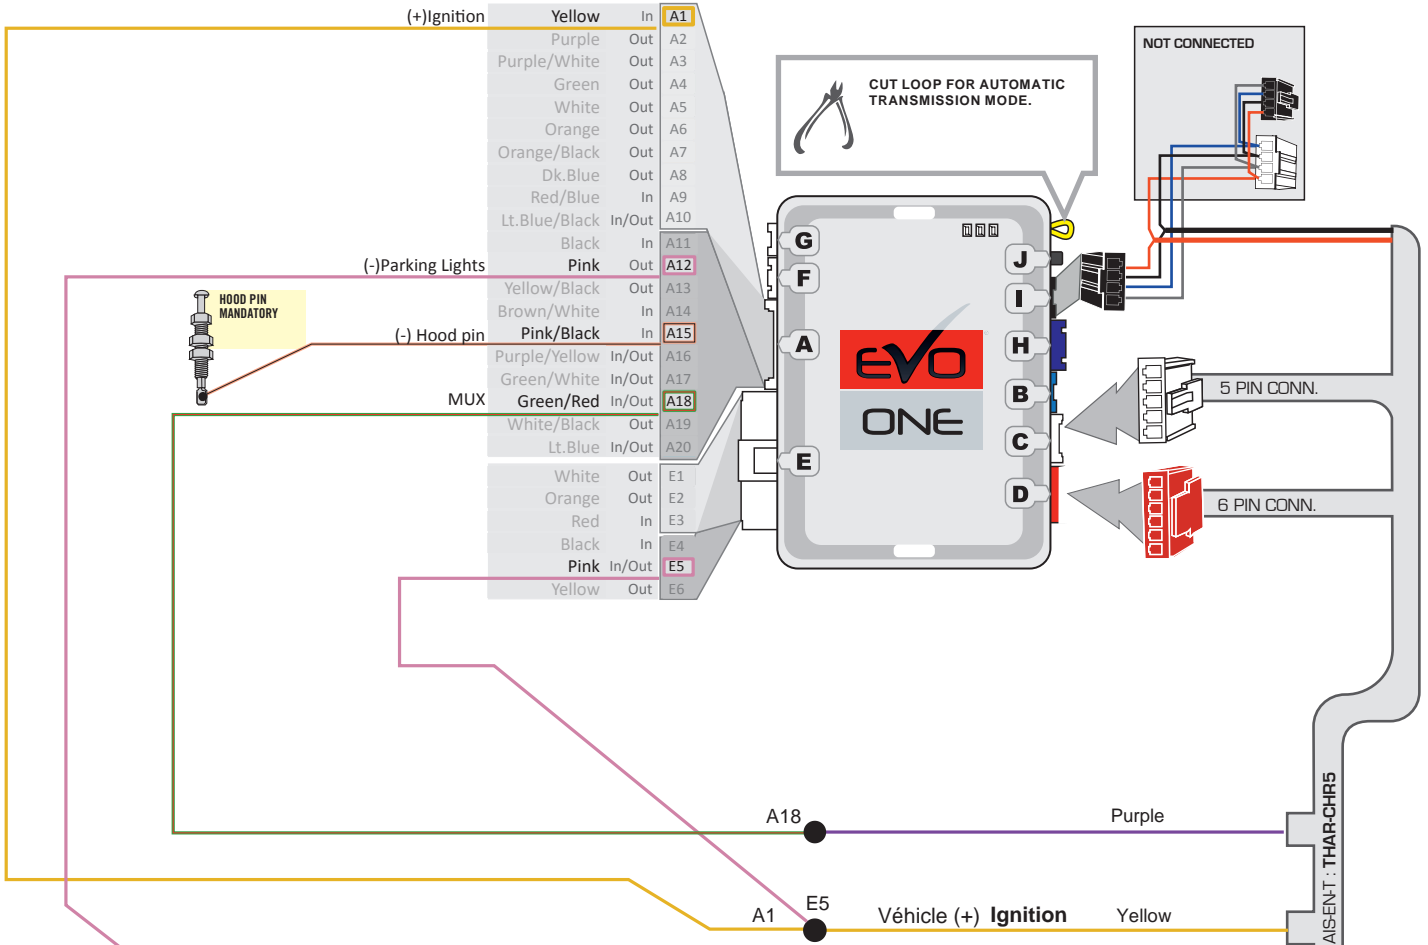 (+)Ignition Yellow In A1
Purple Out A2
Purple/White Out A3
Green Out A4
White Out A5
Orange Out A6
Orange/Black Out A7
Dk.Blue Out A8
Red/Blue In A9
Lt.Blue/Black In/Out A10
Black In A11
(-)Parking Lights Pink Out A12
Yellow/Black Out A13
Brown/White In A14
(-) Hood pin Pink/Black In A15
Purple/Yellow In/Out A16
Green/White In/Out A17
MUX Green/Red In/Out A18
White/Black Out A19
Lt.Blue In/Out A20
White Out E1
Orange Out E2
Red In E3
Black In E4
Pink In/Out E5
Yellow Out E6
HOOD PIN
MANDATORY
CUT LOOP FOR AUTOMATIC
TRANSMISSION MODE.
NOT CONNECTED
G
F
A
E
J
I
H
B
C
D
EVO
ONE
5 PIN CONN.
6 PIN CONN.
A18 Purple
E5
A1 Véhicle (+) Ignition Yellow
AIS-EN-T : THAR-CHR5